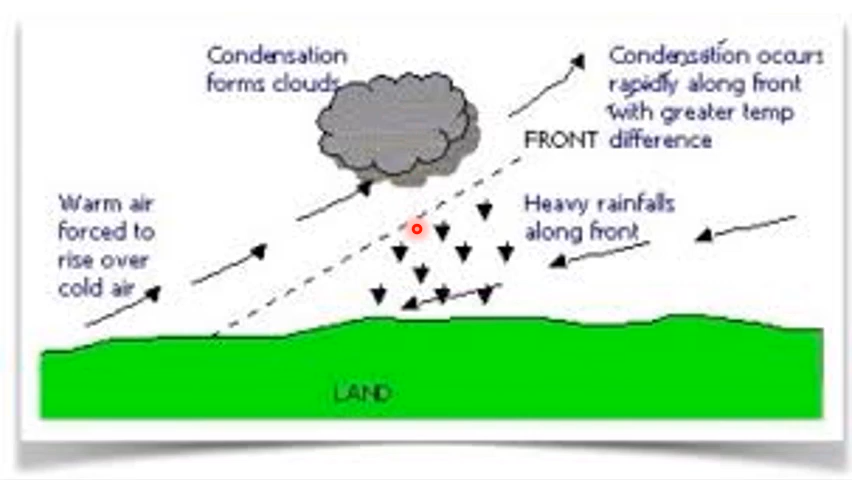 Condensation
forms clouds
Condensation occurs
rapidly along front
with greater temp
difference
FRONT
Warm air
forced to
rise over
cold air
Heavy rainfalls
along front
LAND